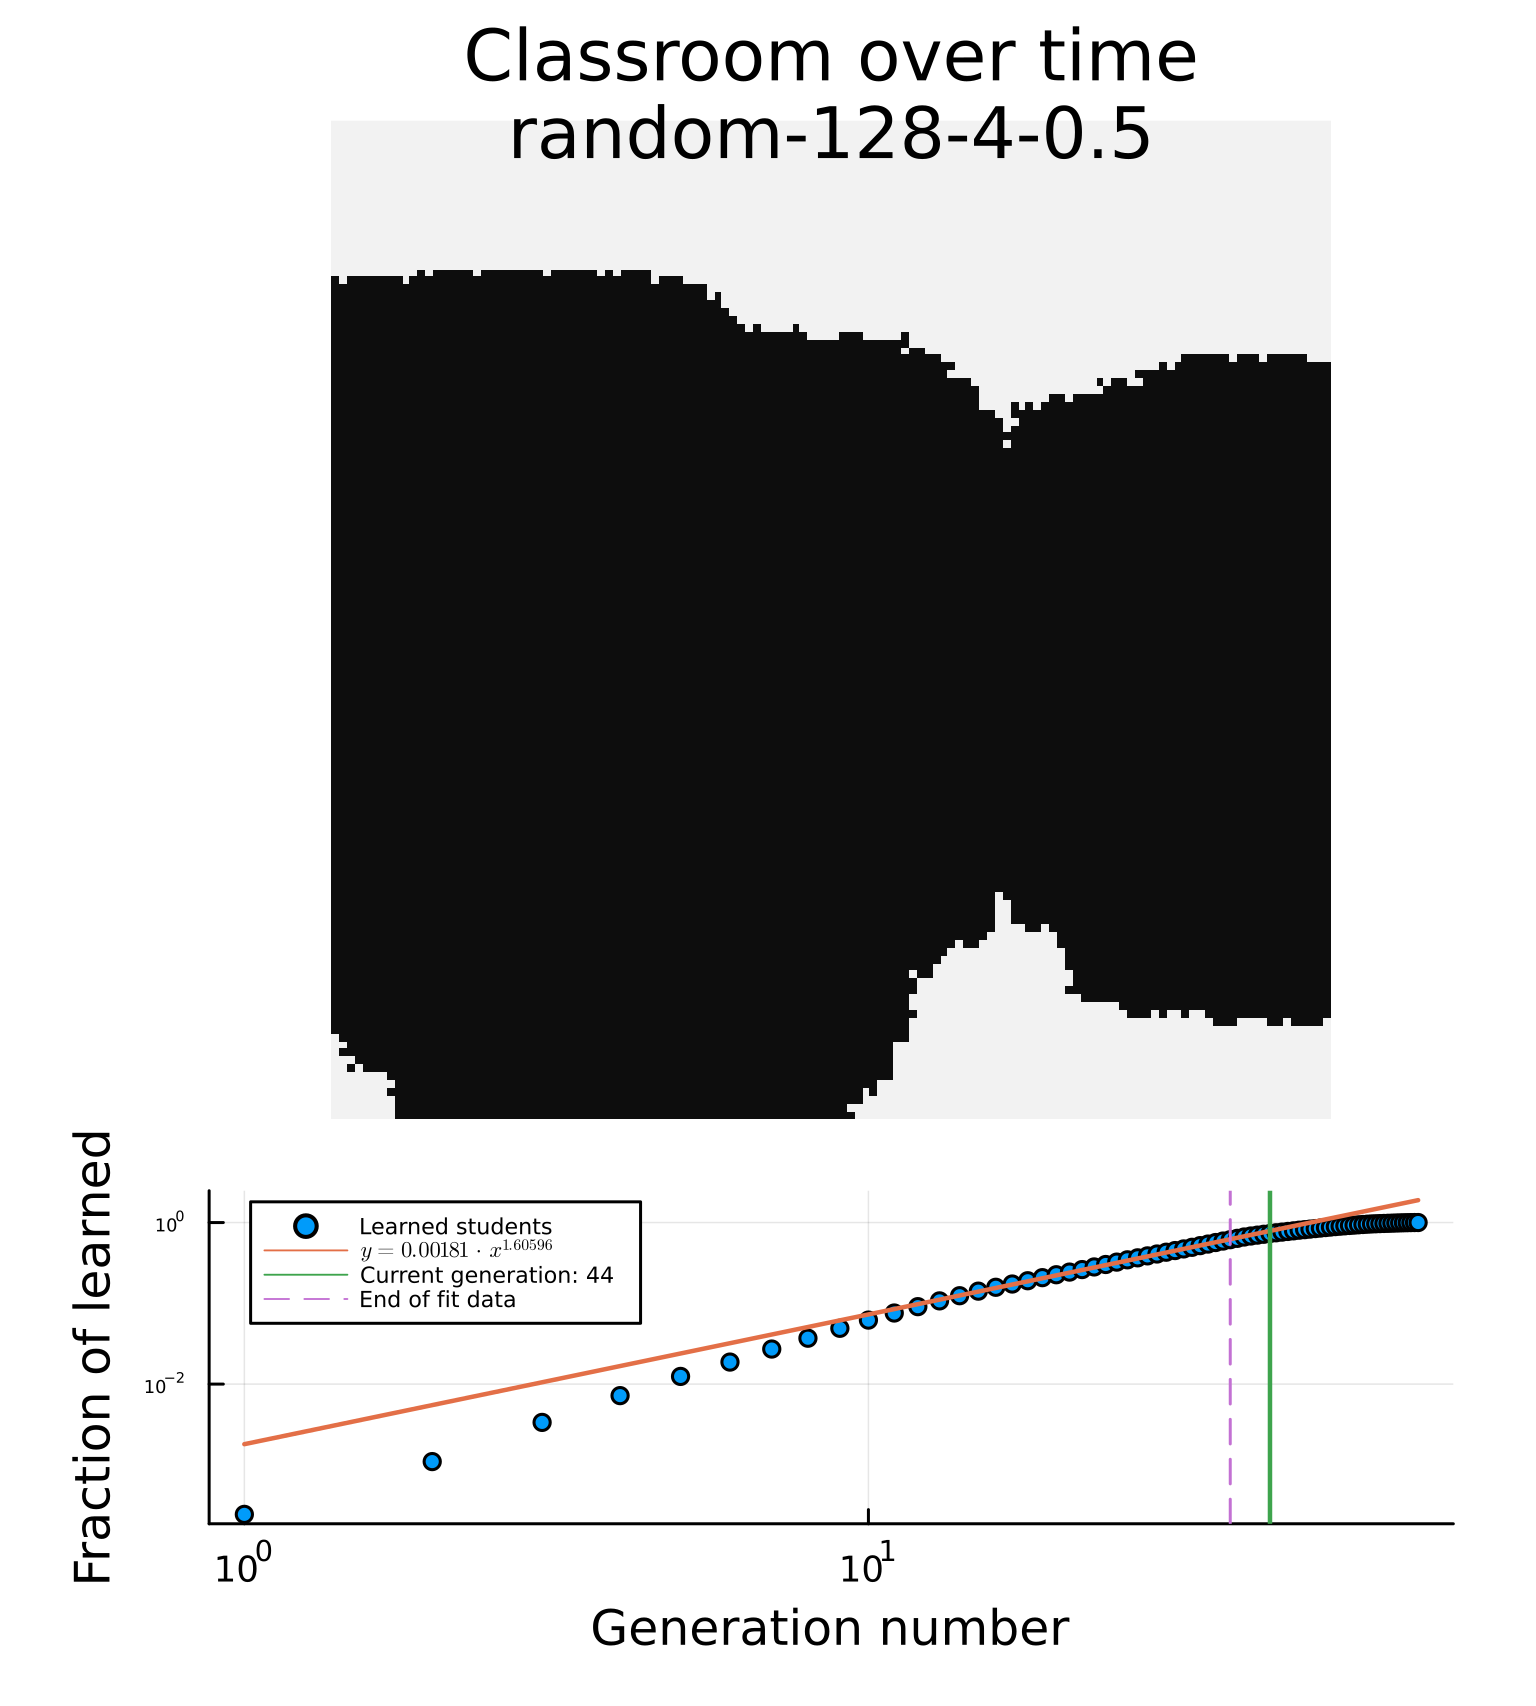 Classroom over time
random-128-4-0.5
Fraction of learned
10⁰
10⁻²
Learned students
y = 0.00181 · x^1.60596
Current generation: 44
End of fit data
10⁰
10¹
Generation number